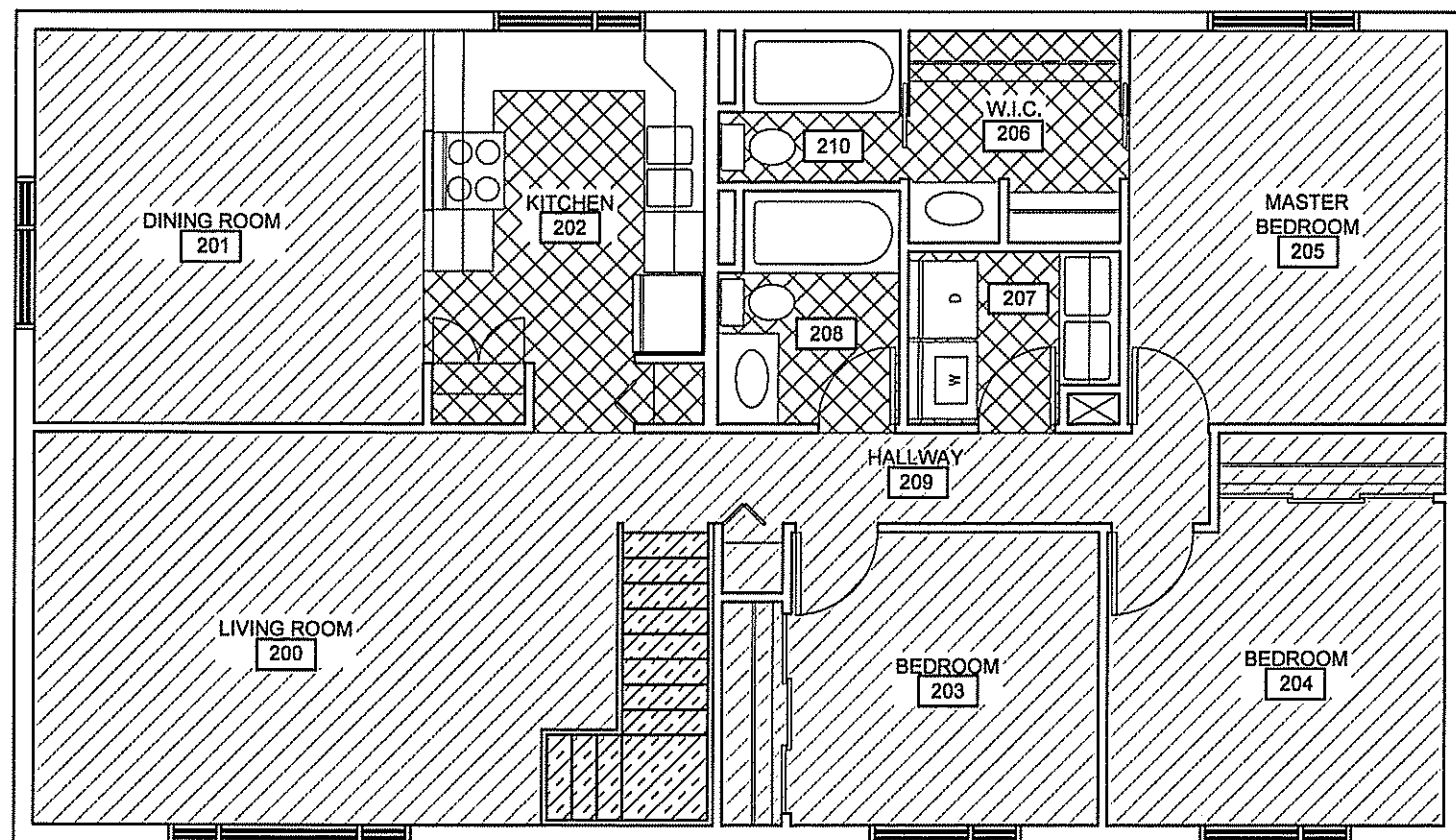 W.I.C.
206
210
KITCHEN
202
DINING ROOM
201
MASTER
BEDROOM
205
D
207
208
W
HALLWAY
209
LIVING ROOM
200
BEDROOM
203
BEDROOM
204